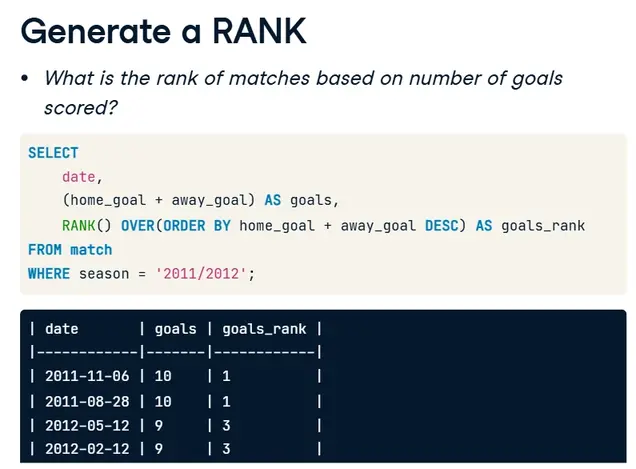 Generate a RANK
• What is the rank of matches based on number of goals
scored?
SELECT
    date,
    (home_goal + away_goal) AS goals,
    RANK() OVER(ORDER BY home_goal + away_goal DESC) AS goals_rank
FROM match
WHERE season = '2011/2012';
| date       | goals | goals_rank |
|------------|-------|------------|
| 2011-11-06 | 10    | 1          |
| 2011-08-28 | 10    | 1          |
| 2012-05-12 | 9     | 3          |
| 2012-02-12 | 9     | 3          |